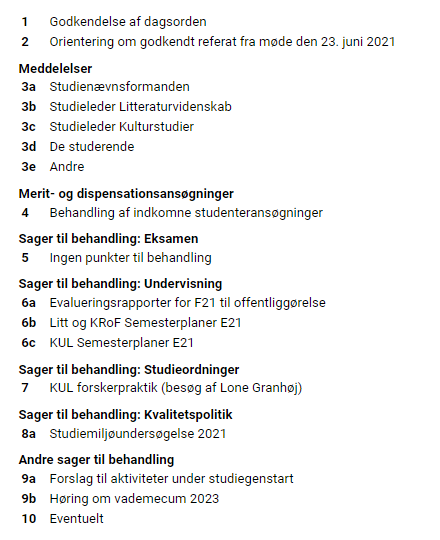 1 Godkendelse af dagsorden
2 Orientering om godkendt referat fra møde den 23. juni 2021
Meddelelser
3a Studienævnsformanden
3b Studieleder Litteraturvidenskab
3c Studieleder Kulturstudier
3d De studerende
3e Andre
Merit- og dispensationsansøgninger
4 Behandling af indkomne studenteransøgninger
Sager til behandling: Eksamen
5 Ingen punkter til behandling
Sager til behandling: Undervisning
6a Evalueringsrapporter for F21 til offentliggørelse
6b Litt og KRoF Semesterplaner E21
6c KUL Semesterplaner E21
Sager til behandling: Studieordninger
7 KUL forskerpraktik (besøg af Lone Granhøj)
Sager til behandling: Kvalitetspolitik
8a Studiemiljøundersøgelse 2021
Andre sager til behandling
9a Forslag til aktiviteter under studiegenstart
9b Høring om vademecum 2023
10 Eventuelt